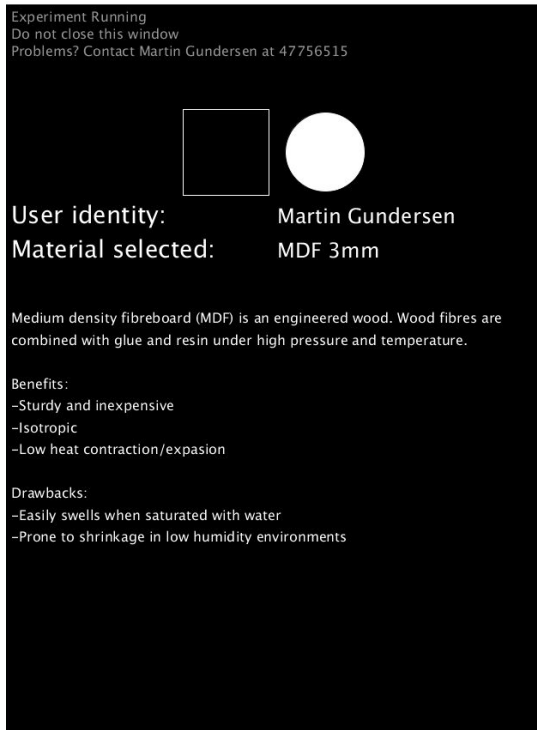 Experiment Running
Do not close this window
Problems? Contact Martin Gundersen at 47756515
User identity: Martin Gundersen
Material selected: MDF 3mm
Medium density fibreboard (MDF) is an engineered wood. Wood fibres are
combined with glue and resin under high pressure and temperature.
Benefits:
-Sturdy and inexpensive
-Isotropic
-Low heat contraction/expasion
Drawbacks:
-Easily swells when saturated with water
-Prone to shrinkage in low humidity environments